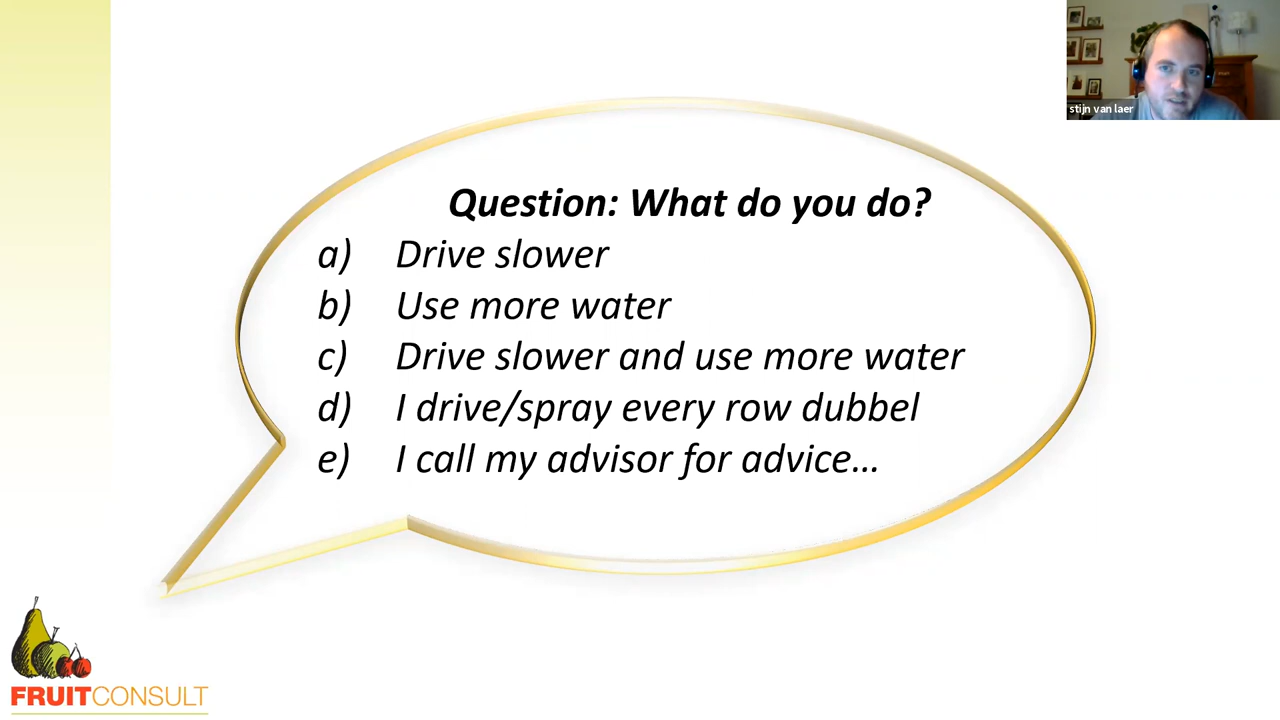 stijn van laer
Question: What do you do?
a) Drive slower
b) Use more water
c) Drive slower and use more water
d) I drive/spray every row dubbel
e) I call my advisor for advice...
FRUITCONSULT